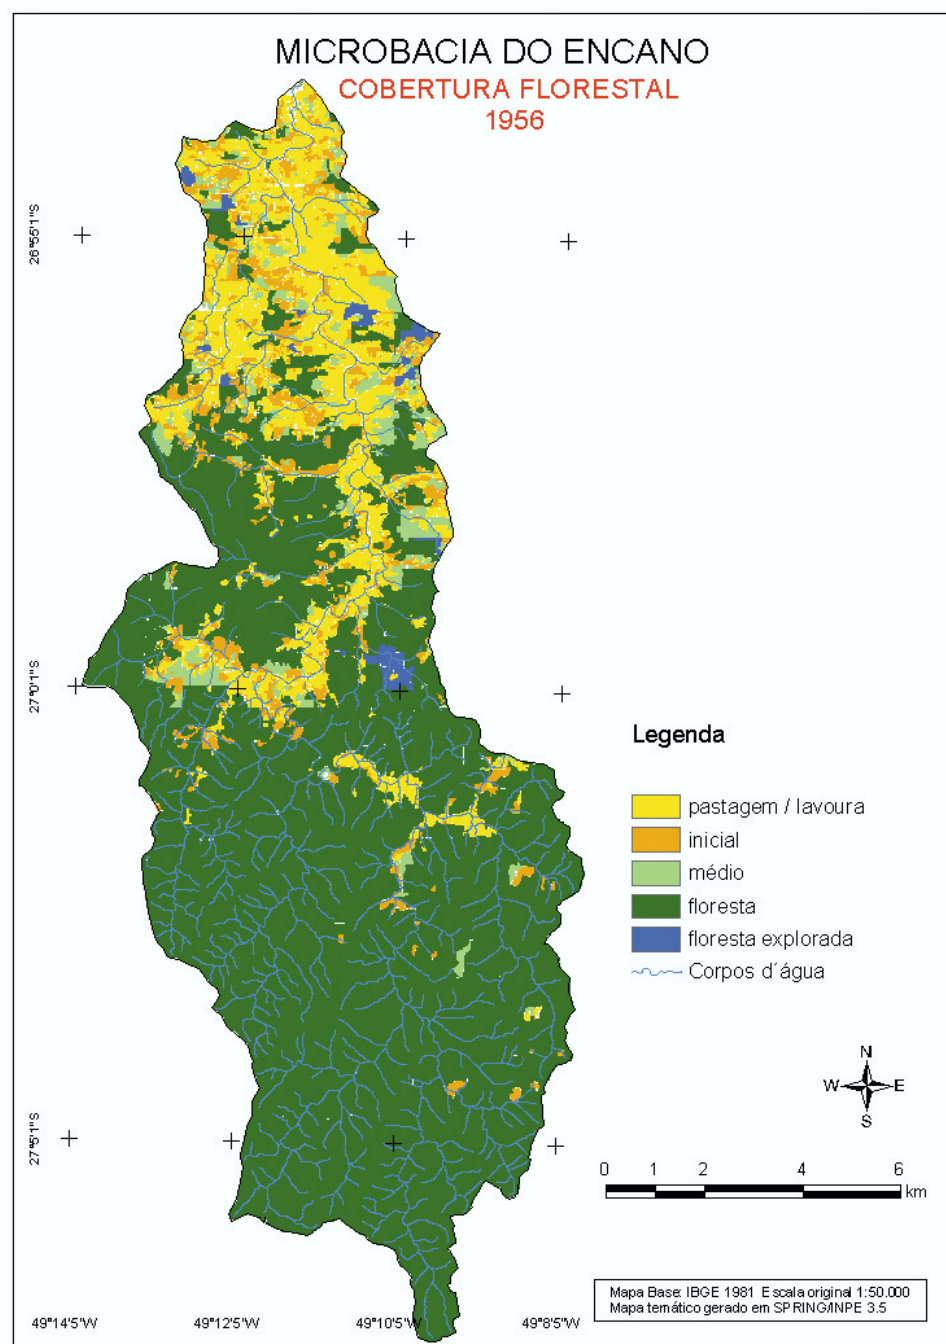 MICROBACIA DO ENCANO
COBERTURA FLORESTAL
1956
26°55'1"S
27°0'1"S
27°5'1"S
Legenda
pastagem / lavoura
inicial
médio
floresta
floresta explorada
Corpos d´água
N
W E
S
0 1 2 4 6
km
Mapa Base: IBGE 1981 Escala original 1:50.000
Mapa temático gerado em SPRING/INPE 3.5
49°14'5"W 49°12'5"W 49°10'5"W 49°8'5"W